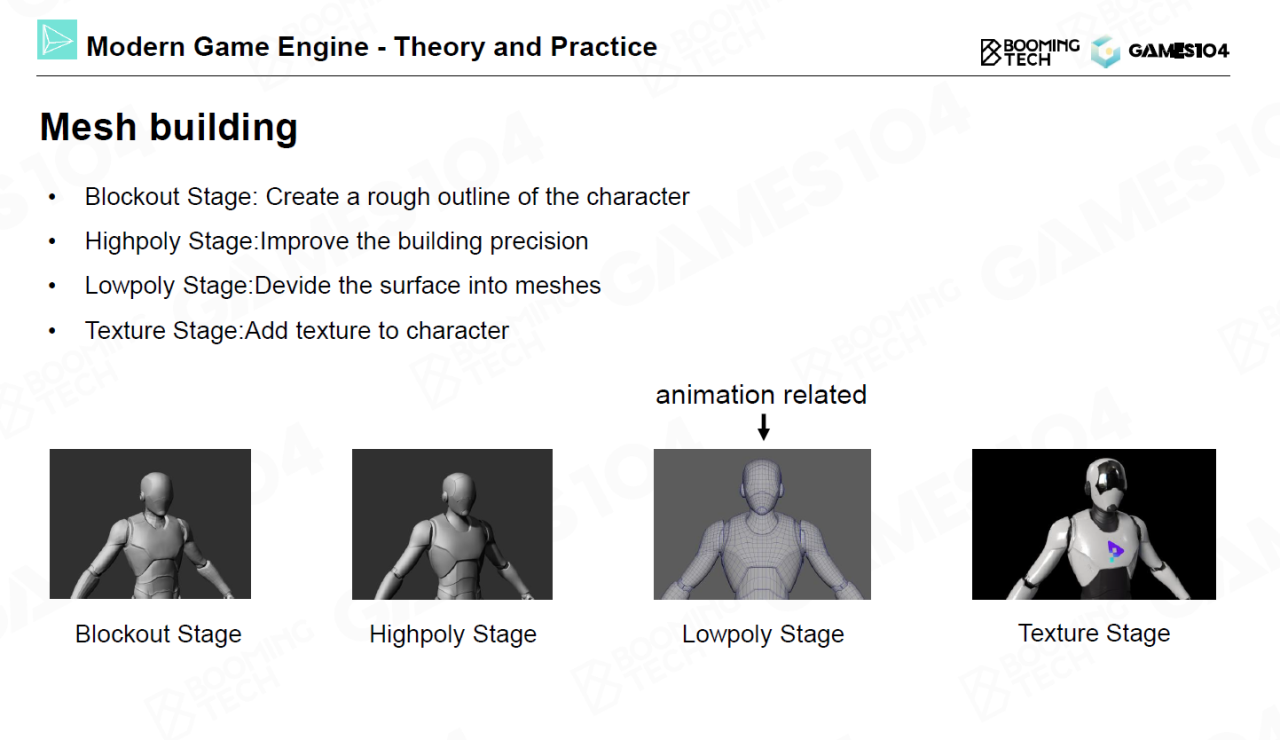 Modern Game Engine - Theory and Practice
BOOMING TECH
GAMES104
Mesh building
• Blockout Stage: Create a rough outline of the character
• Highpoly Stage:Improve the building precision
• Lowpoly Stage:Devide the surface into meshes
• Texture Stage:Add texture to character
animation related
Blockout Stage
Highpoly Stage
Lowpoly Stage
Texture Stage